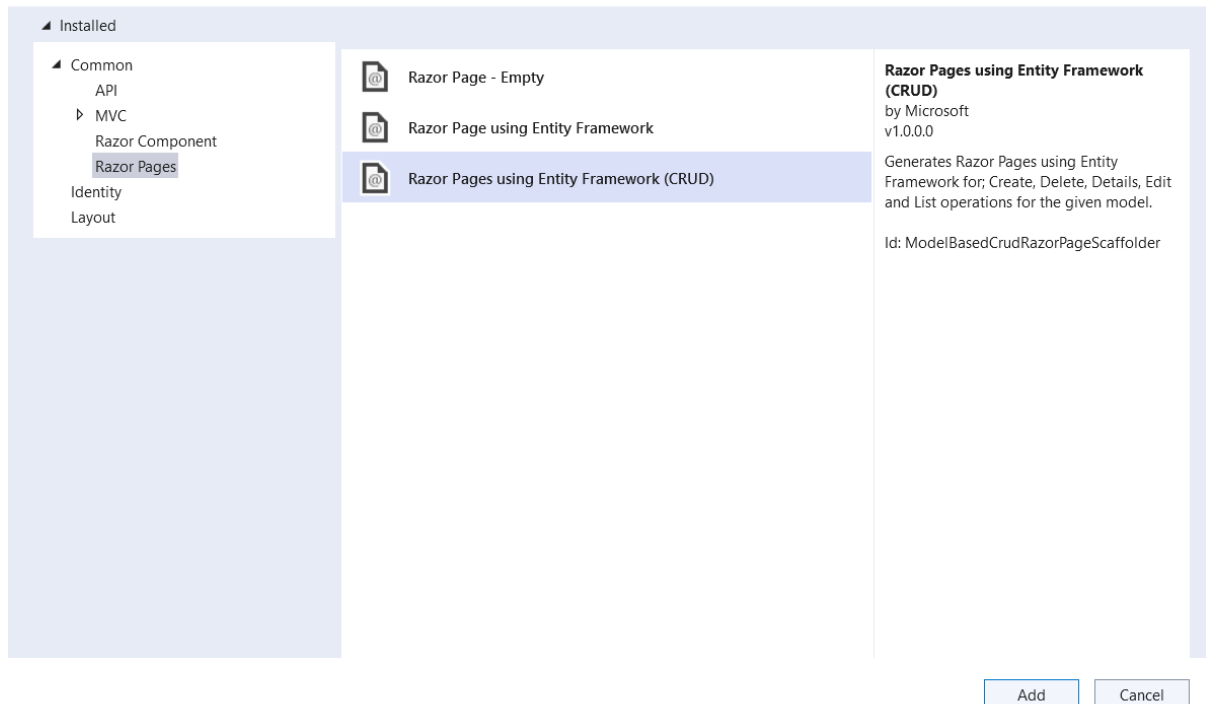 Installed
Common
API
MVC
Razor Component
Razor Pages
Identity
Layout
Razor Page - Empty
Razor Page using Entity Framework
Razor Pages using Entity Framework (CRUD)
Razor Pages using Entity Framework
(CRUD)
by Microsoft
v1.0.0.0
Generates Razor Pages using Entity
Framework for; Create, Delete, Details, Edit
and List operations for the given model.
Id: ModelBasedCrudRazorPageScaffolder
Add
Cancel